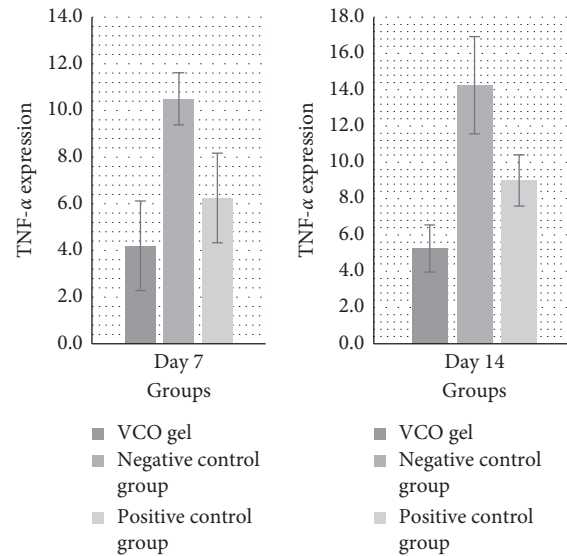 14.0
12.0
10.0
8.0
6.0
4.0
2.0
0.0
TNF-α expression
Day 7
Groups
VCO gel
Negative control
group
Positive control
group
18.0
16.0
14.0
12.0
10.0
8.0
6.0
4.0
2.0
0.0
TNF-α expression
Day 14
Groups
VCO gel
Negative control
group
Positive control
group